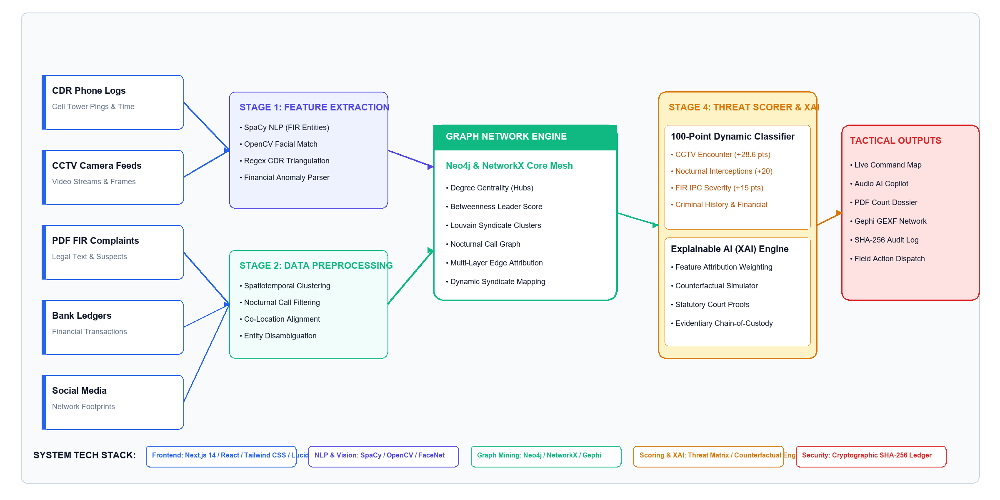 CDR Phone Logs
Cell Tower Pings & Time
CCTV Camera Feeds
Video Streams & Frames
PDF FIR Complaints
Legal Text & Suspects
Bank Ledgers
Financial Transactions
Social Media
Network Footprints
STAGE 1: FEATURE EXTRACTION
• SpaCy NLP (FIR Entities)
• OpenCV Facial Match
• Regex CDR Triangulation
• Financial Anomaly Parser
STAGE 2: DATA PREPROCESSING
• Spatiotemporal Clustering
• Nocturnal Call Filtering
• Co-Location Alignment
• Entity Disambiguation
GRAPH NETWORK ENGINE
Neo4j & NetworkX Core Mesh
• Degree Centrality (Hubs)
• Betweenness Leader Score
• Louvain Syndicate Clusters
• Nocturnal Call Graph
• Multi-Layer Edge Attribution
• Dynamic Syndicate Mapping
STAGE 4: THREAT SCORER & XAI
100-Point Dynamic Classifier
• CCTV Encounter (+28.6 pts)
• Nocturnal Interceptions (+20)
• FIR IPC Severity (+15 pts)
• Criminal History & Financial
Explainable AI (XAI) Engine
• Feature Attribution Weighting
• Counterfactual Simulator
• Statutory Court Proofs
• Evidentiary Chain-of-Custody
TACTICAL OUTPUTS
• Live Command Map
• Audio AI Copilot
• PDF Court Dossier
• Gephi GEXF Network
• SHA-256 Audit Log
• Field Action Dispatch
SYSTEM TECH STACK:
Frontend: Next.js 14 / React / Tailwind CSS / Lucid
NLP & Vision: SpaCy / OpenCV / FaceNet
Graph Mining: Neo4j / NetworkX / Gephi
Scoring & XAI: Threat Matrix / Counterfactual Eng
Security: Cryptographic SHA-256 Ledger